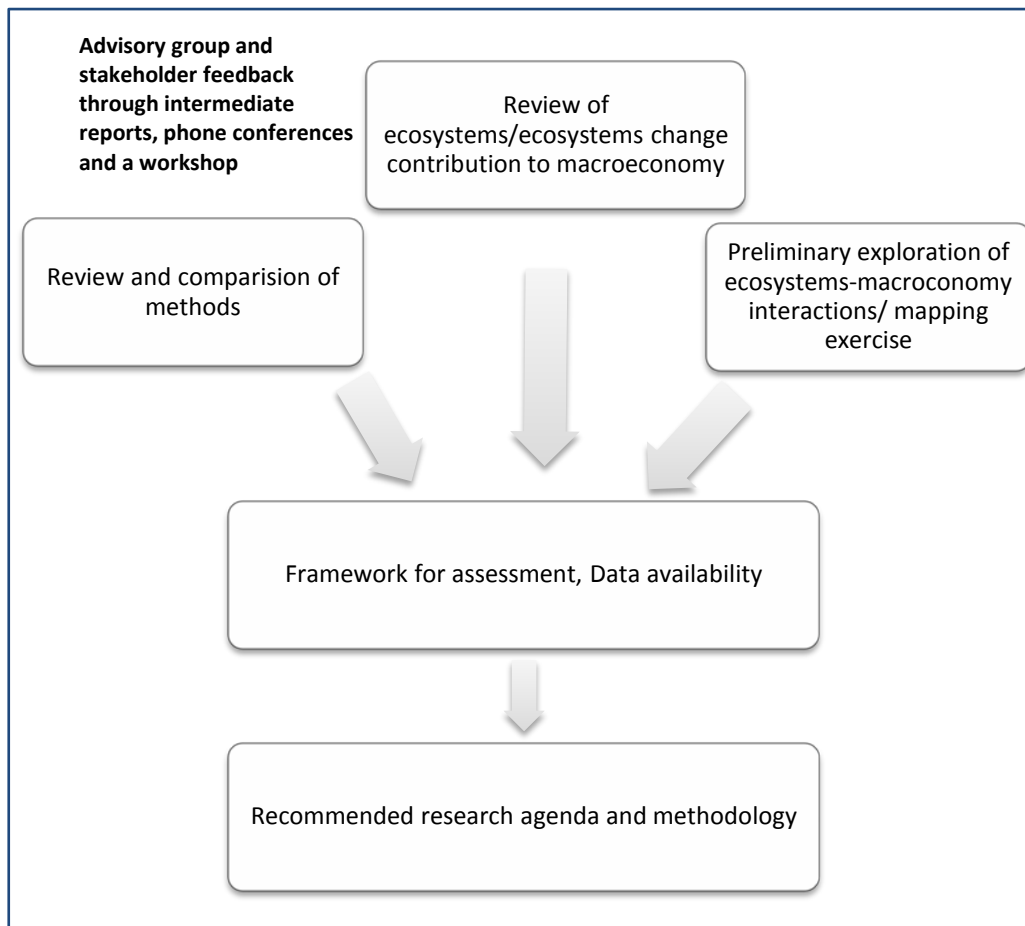 Advisory group and
stakeholder feedback
through intermediate
reports, phone conferences
and a workshop
Review of
ecosystems/ecosystems change
contribution to macroeconomy
Review and comparision of
methods
Preliminary exploration of
ecosystems-macroconomy
interactions/ mapping
exercise
Framework for assessment, Data availability
Recommended research agenda and methodology